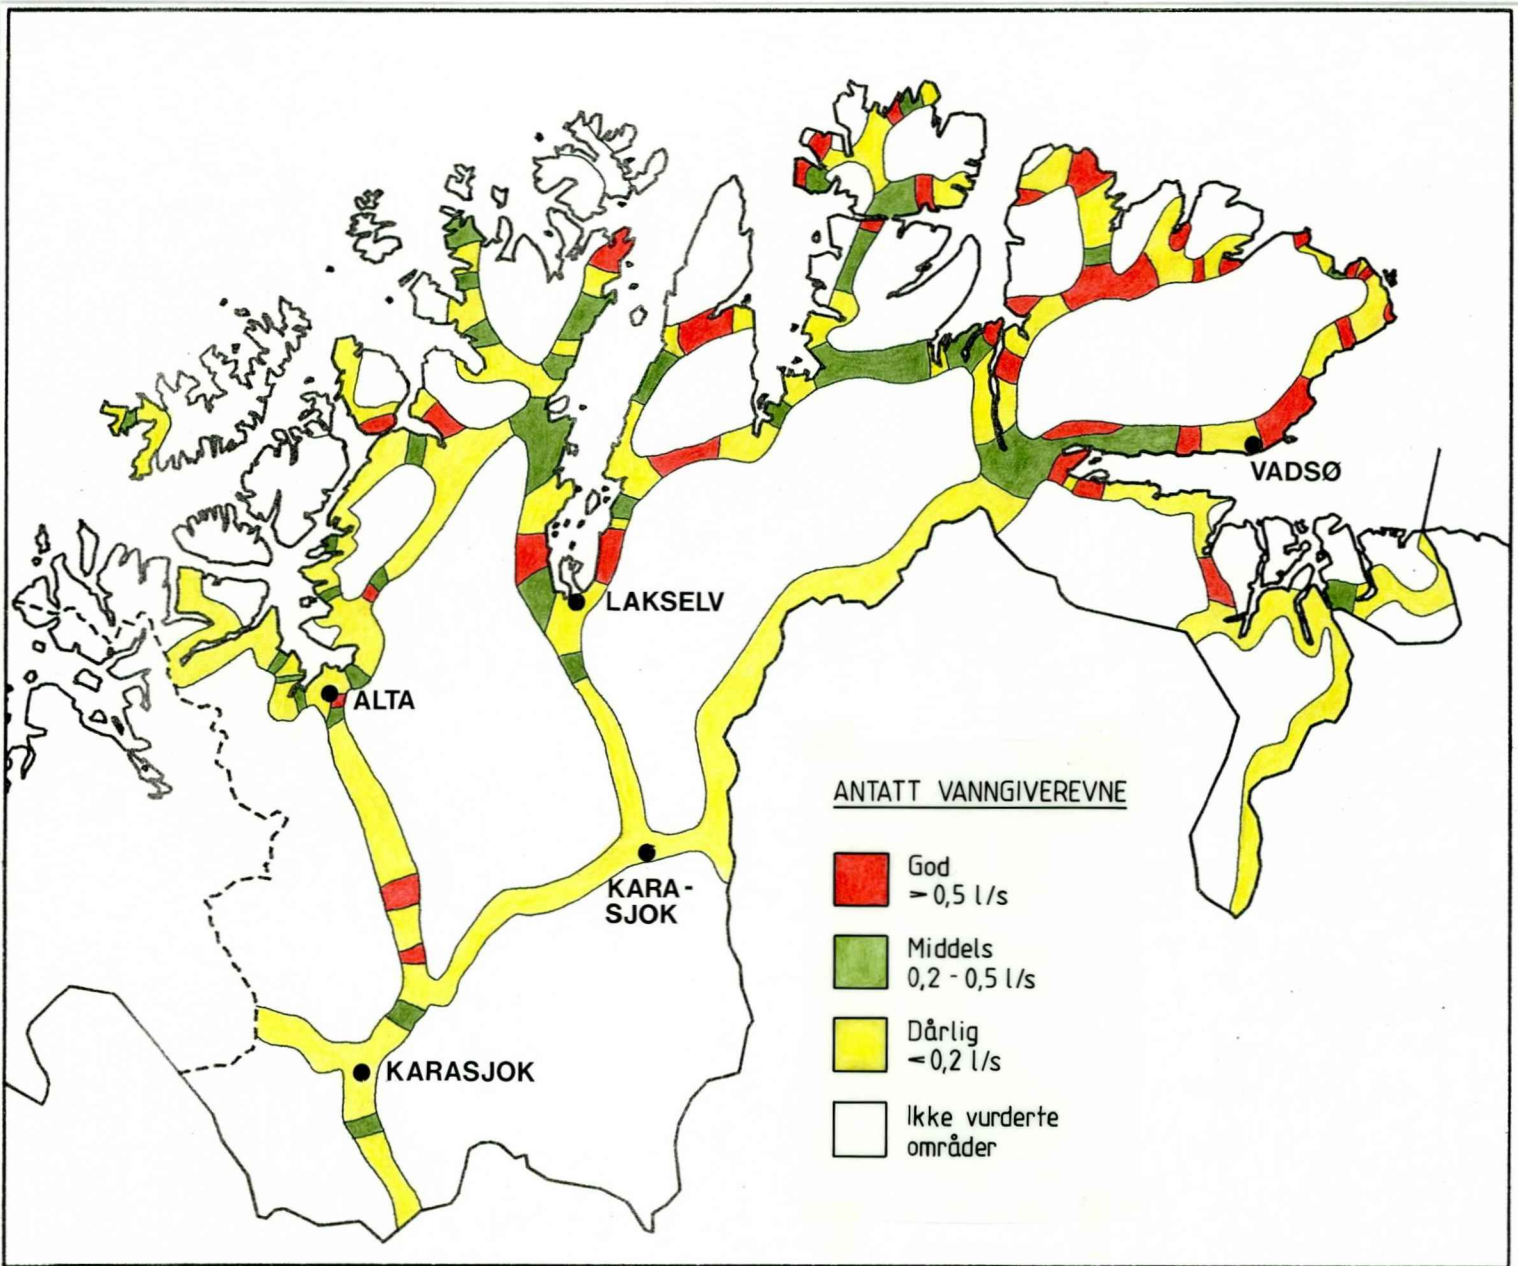 VADSØ
LAKSELV
ALTA
ANTATT VANNGIVEREVNE
God
> 0,5 l/s
KARA-
SJOK
Middels
0,2 - 0,5 l/s
Dårlig
< 0,2 l/s
KARASJOK
Ikke vurderte
områder